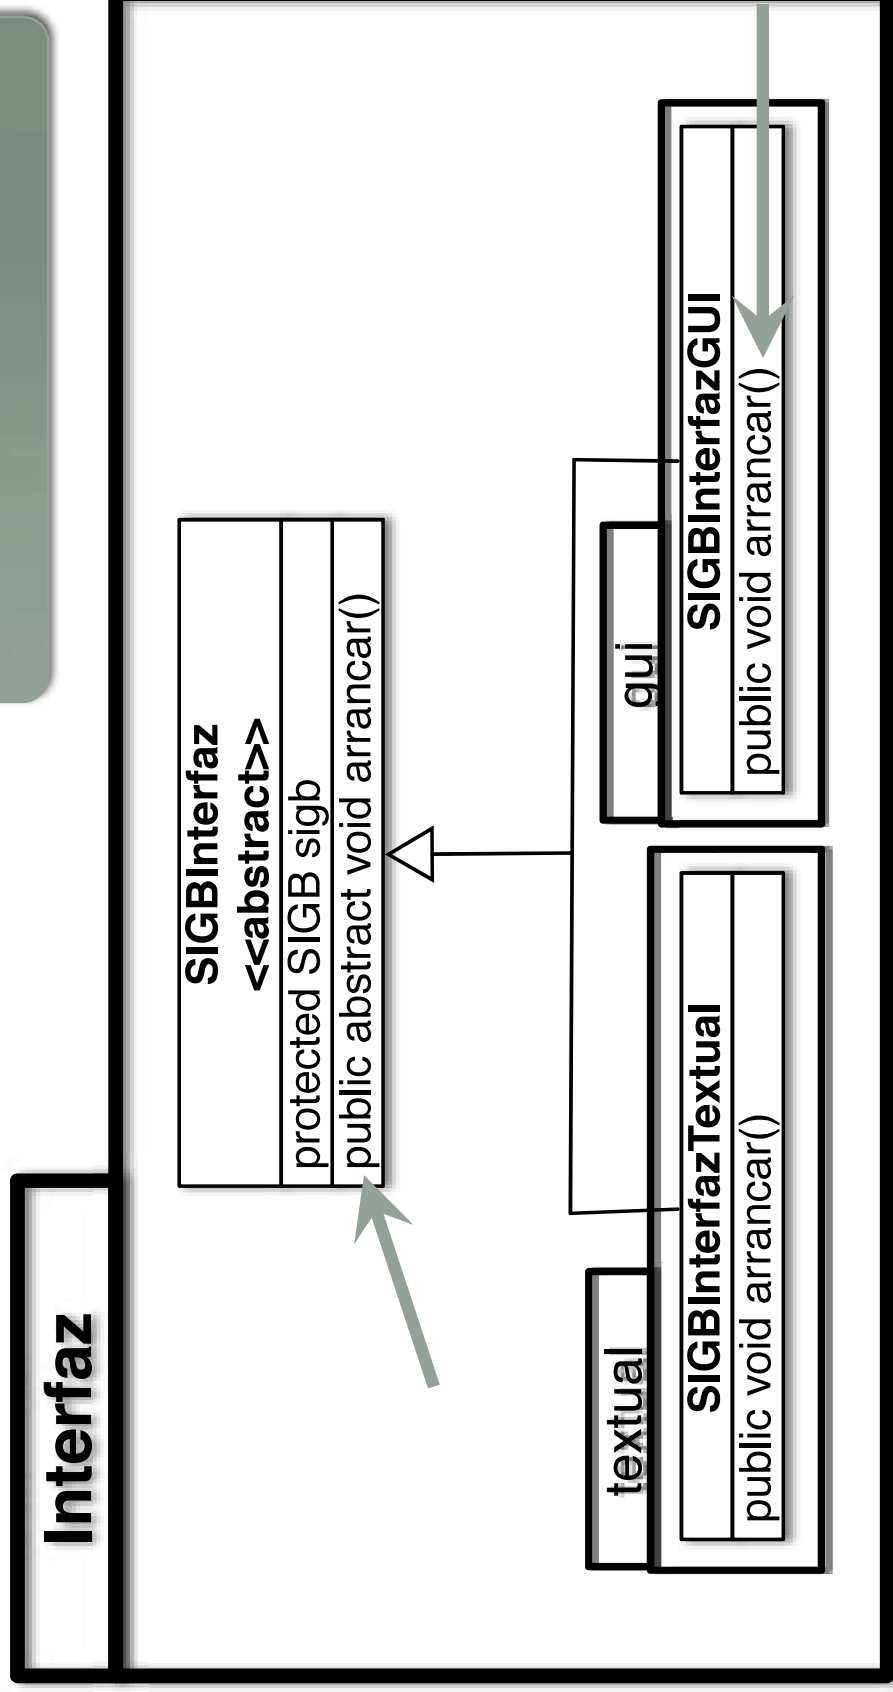 Interfaz
SIGBInterfaz
<<abstract>>
protected SIGB sigb
public abstract void arrancar()
textual
SIGBInterfazTextual
public void arrancar()
gui
SIGBInterfazGUI
public void arrancar()